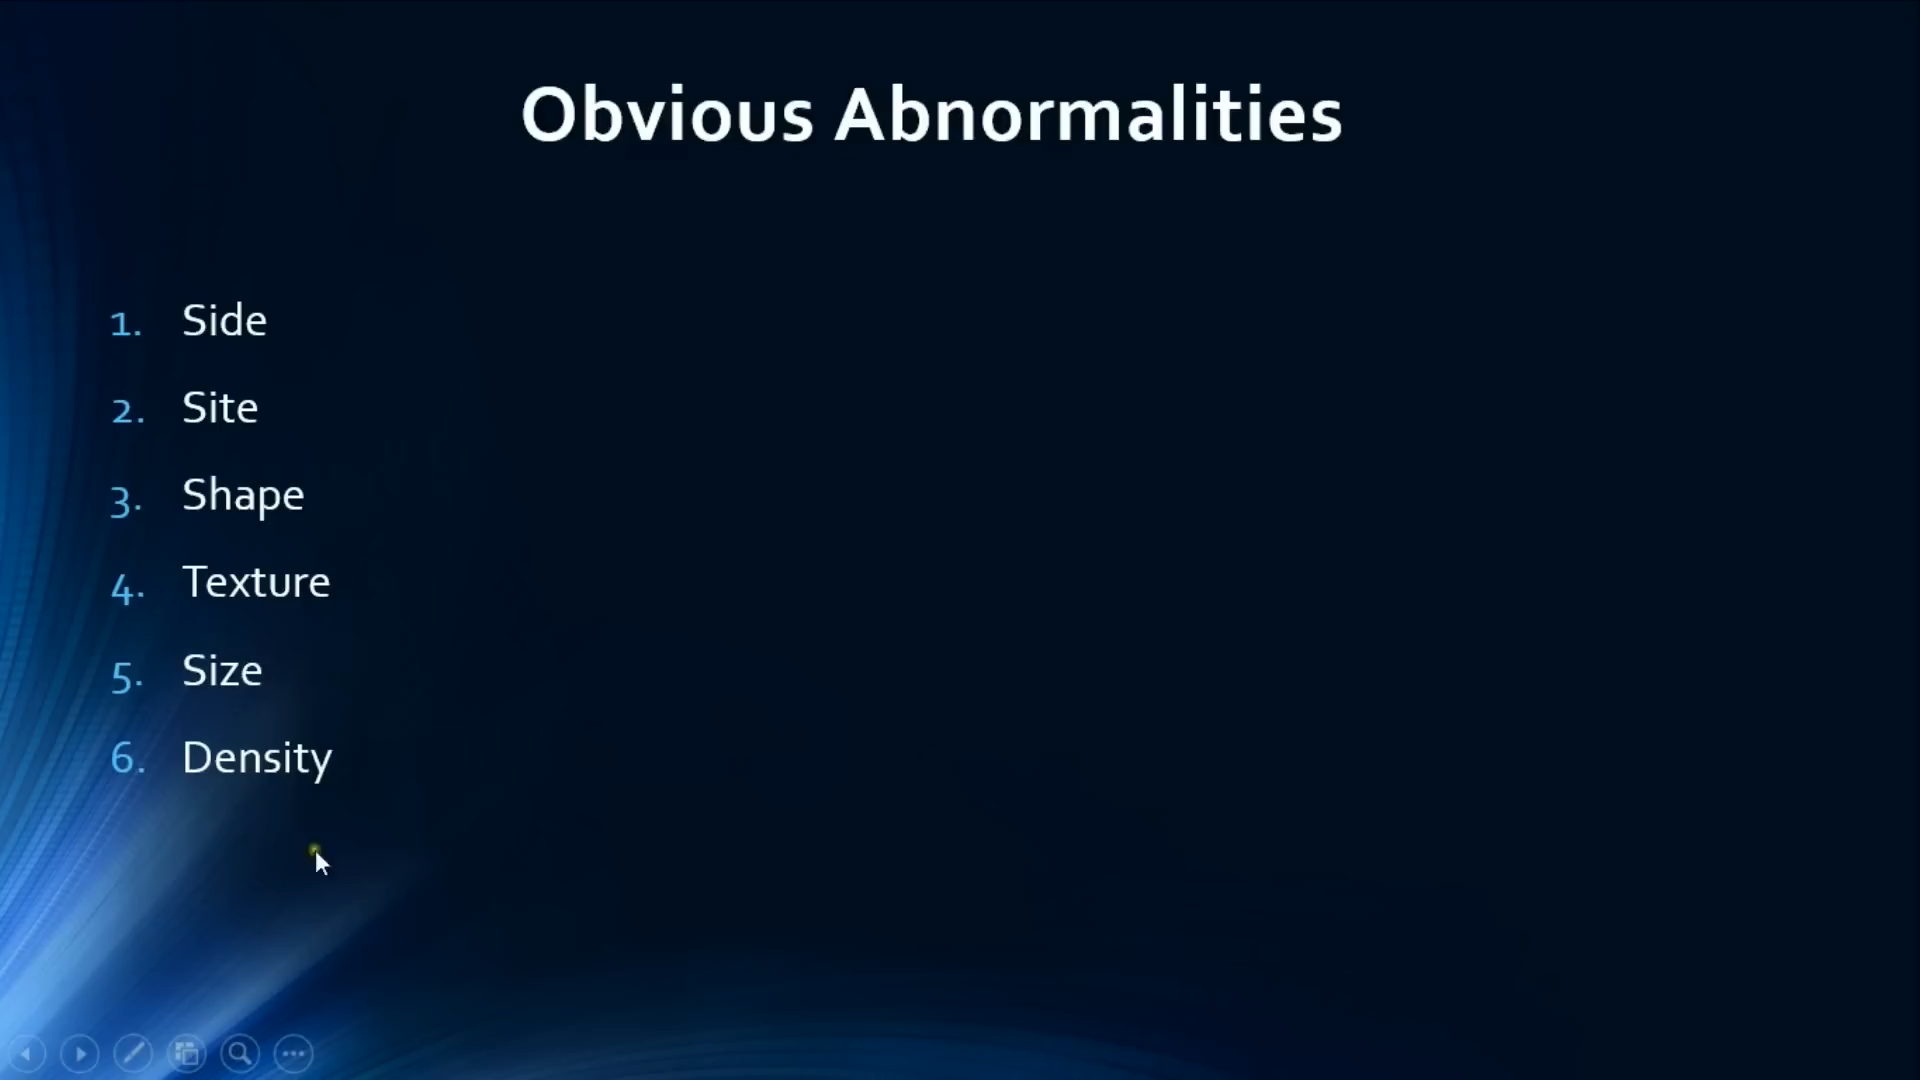 Obvious Abnormalities
1. Side
2. Site
3. Shape
4. Texture
5. Size
6. Density